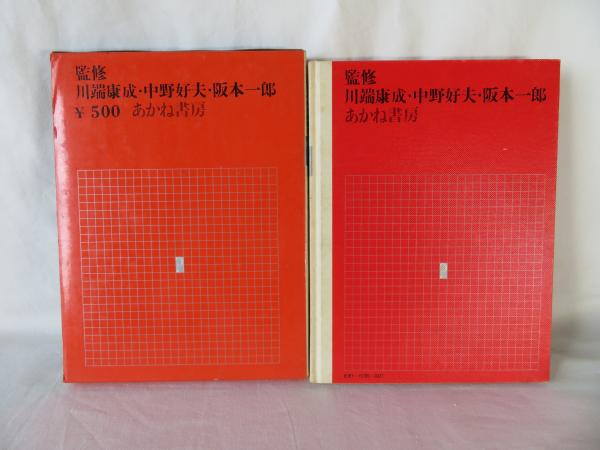 監修
川端康成・中野好夫・阪本一郎
¥500 あかね書房
監修
川端康成・中野好夫・阪本一郎
あかね書房